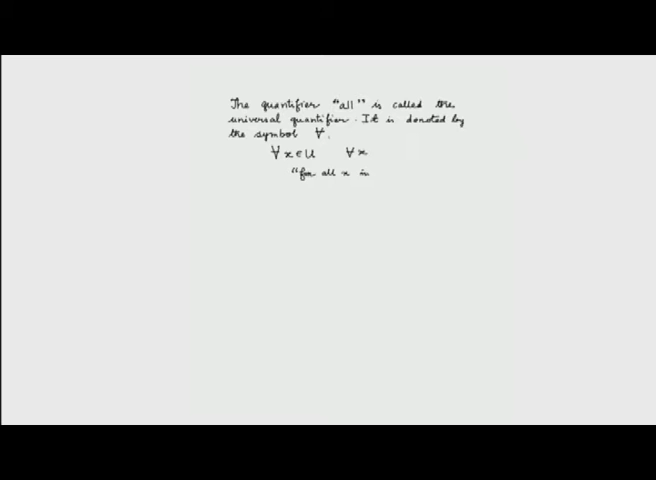 The quantifier "all" is called the
universal quantifier. It is denoted by
the symbol ∀.
∀ x ∈ U    ∀ x
"for all x in